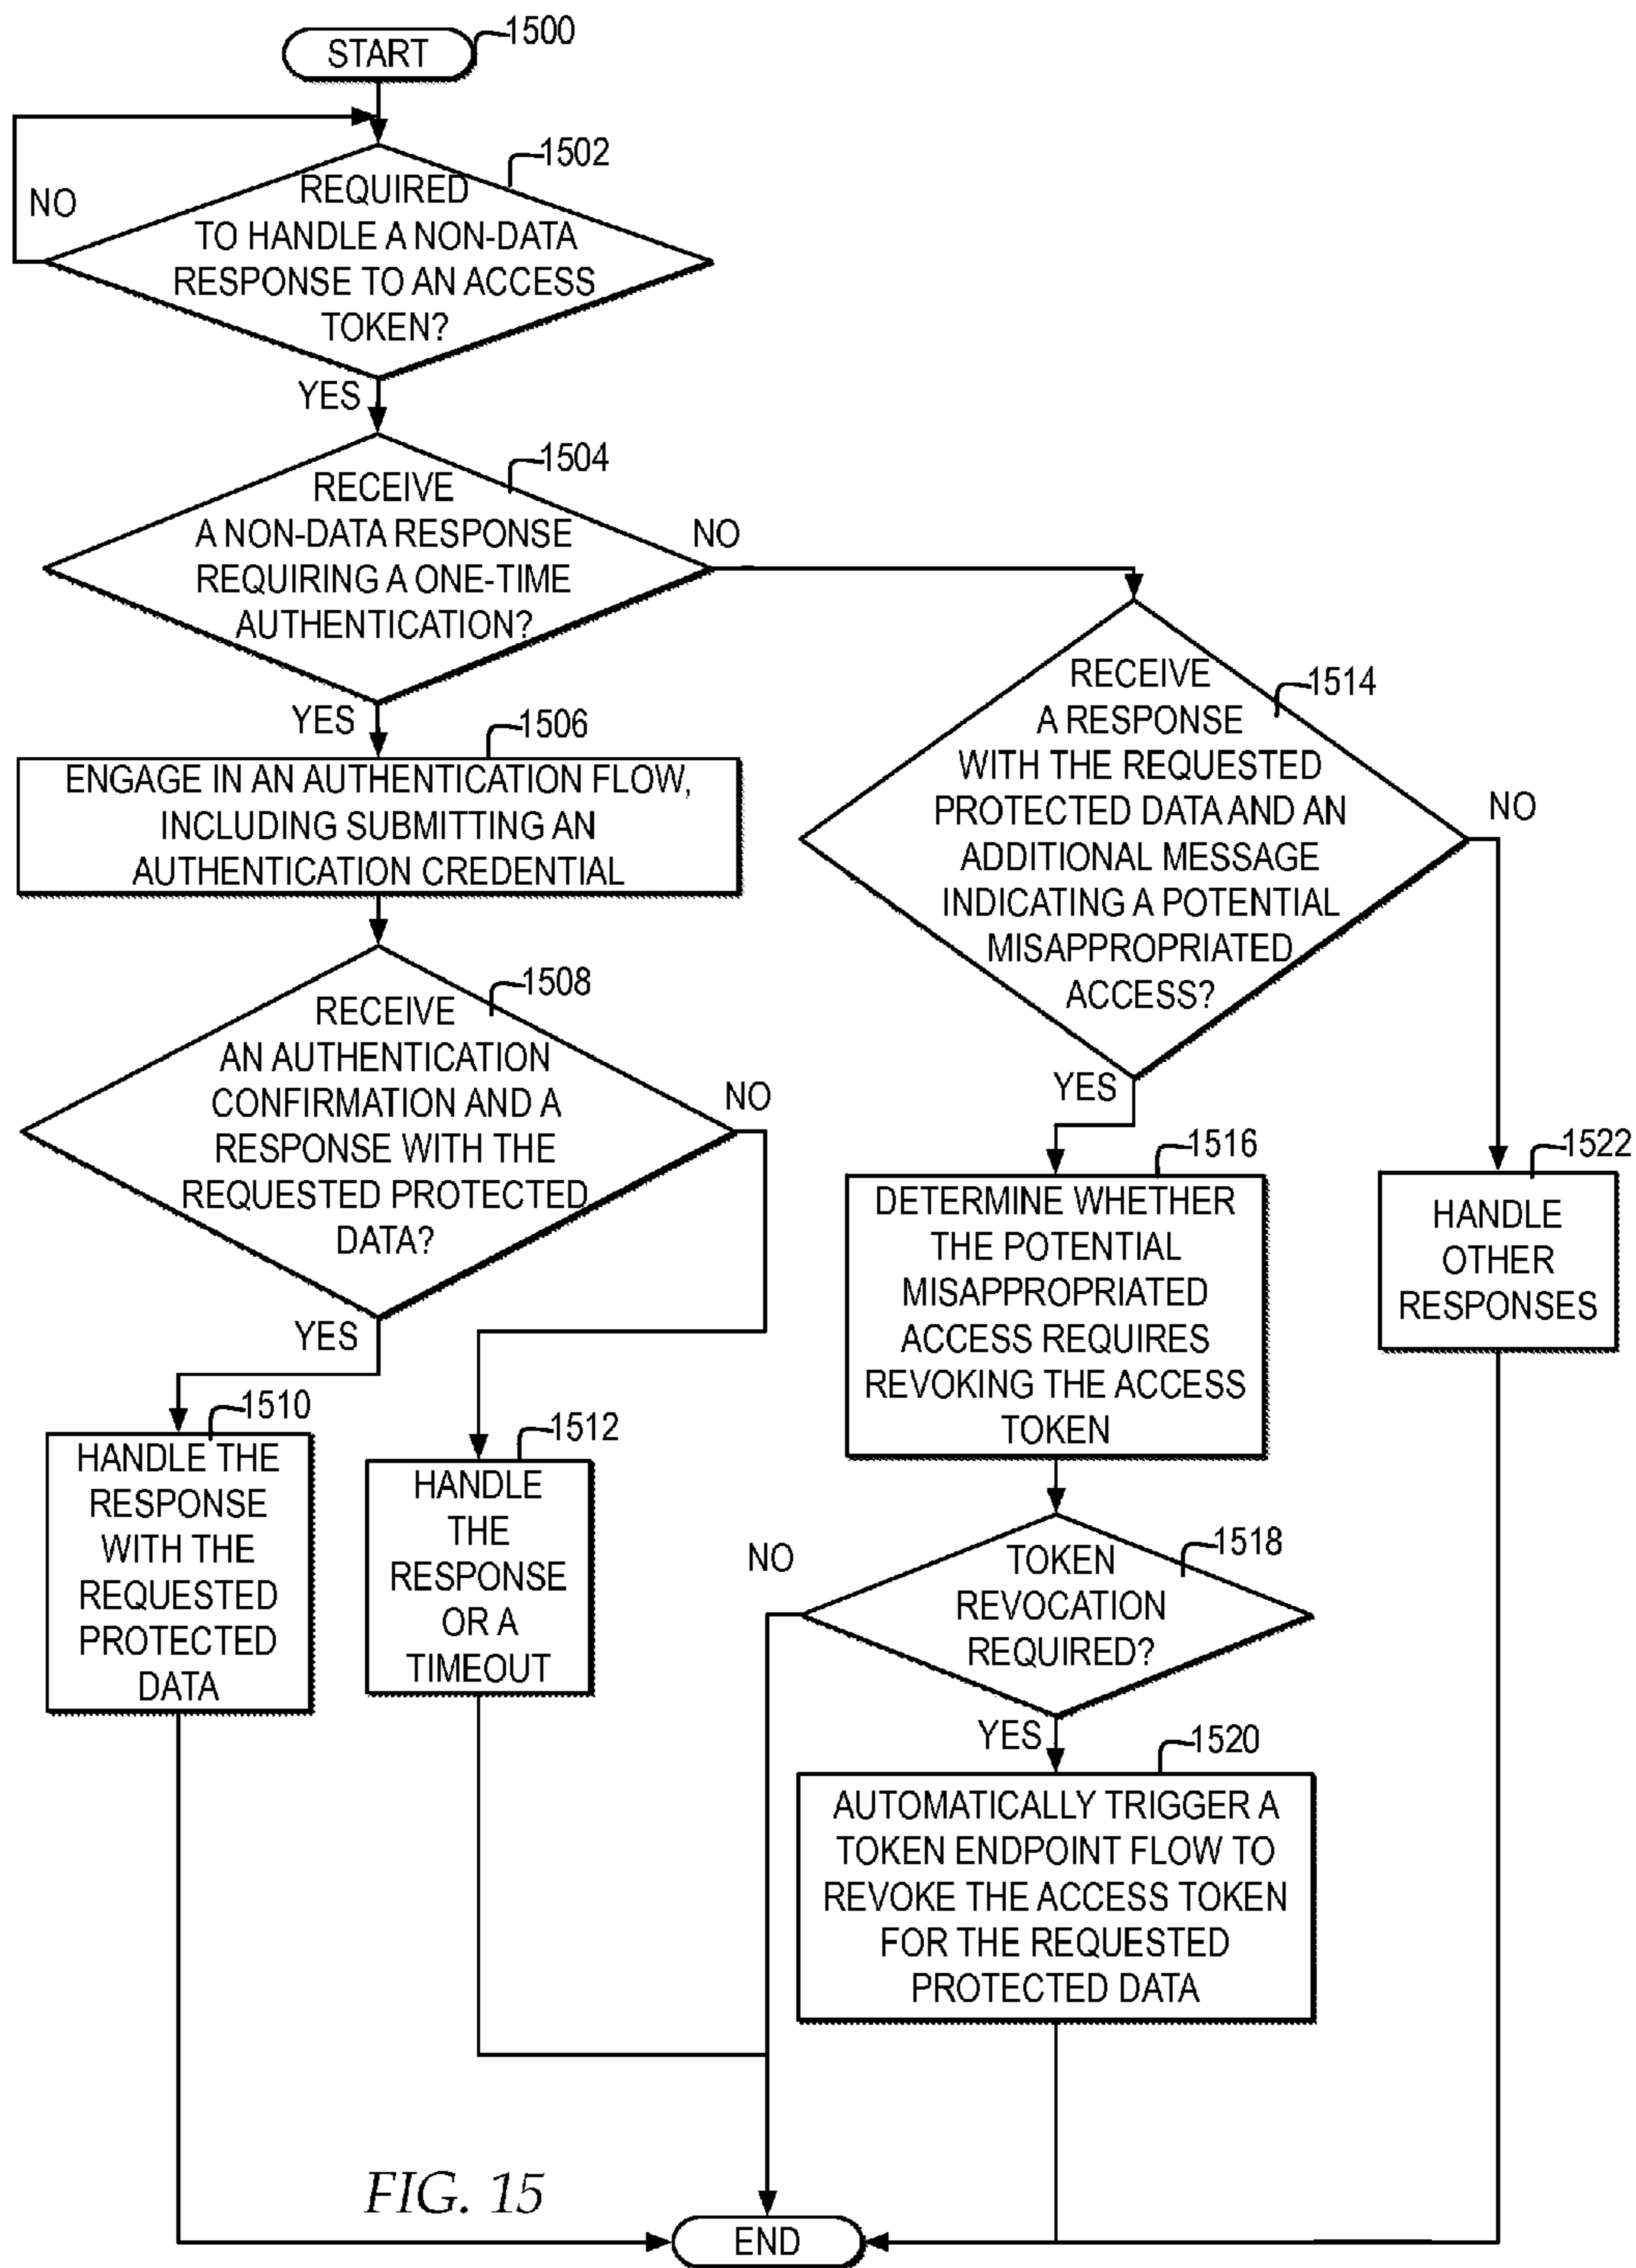 START
1500
1502
NO
REQUIRED
TO HANDLE A NON-DATA
RESPONSE TO AN ACCESS
TOKEN?
YES
1504
RECEIVE
A NON-DATA RESPONSE
REQUIRING A ONE-TIME
AUTHENTICATION?
NO
YES
1506
ENGAGE IN AN AUTHENTICATION FLOW,
INCLUDING SUBMITTING AN
AUTHENTICATION CREDENTIAL
1508
RECEIVE
AN AUTHENTICATION
CONFIRMATION AND A
RESPONSE WITH THE
REQUESTED PROTECTED
DATA?
NO
YES
1510
HANDLE THE
RESPONSE
WITH THE
REQUESTED
PROTECTED
DATA
1512
HANDLE
THE
RESPONSE
OR A
TIMEOUT
1514
RECEIVE
A RESPONSE
WITH THE REQUESTED
PROTECTED DATA AND AN
ADDITIONAL MESSAGE
INDICATING A POTENTIAL
MISAPPROPRIATED
ACCESS?
NO
YES
1516
DETERMINE WHETHER
THE POTENTIAL
MISAPPROPRIATED
ACCESS REQUIRES
REVOKING THE ACCESS
TOKEN
1522
HANDLE
OTHER
RESPONSES
1518
NO
TOKEN
REVOCATION
REQUIRED?
YES
1520
AUTOMATICALLY TRIGGER A
TOKEN ENDPOINT FLOW TO
REVOKE THE ACCESS TOKEN
FOR THE REQUESTED
PROTECTED DATA
FIG. 15
END